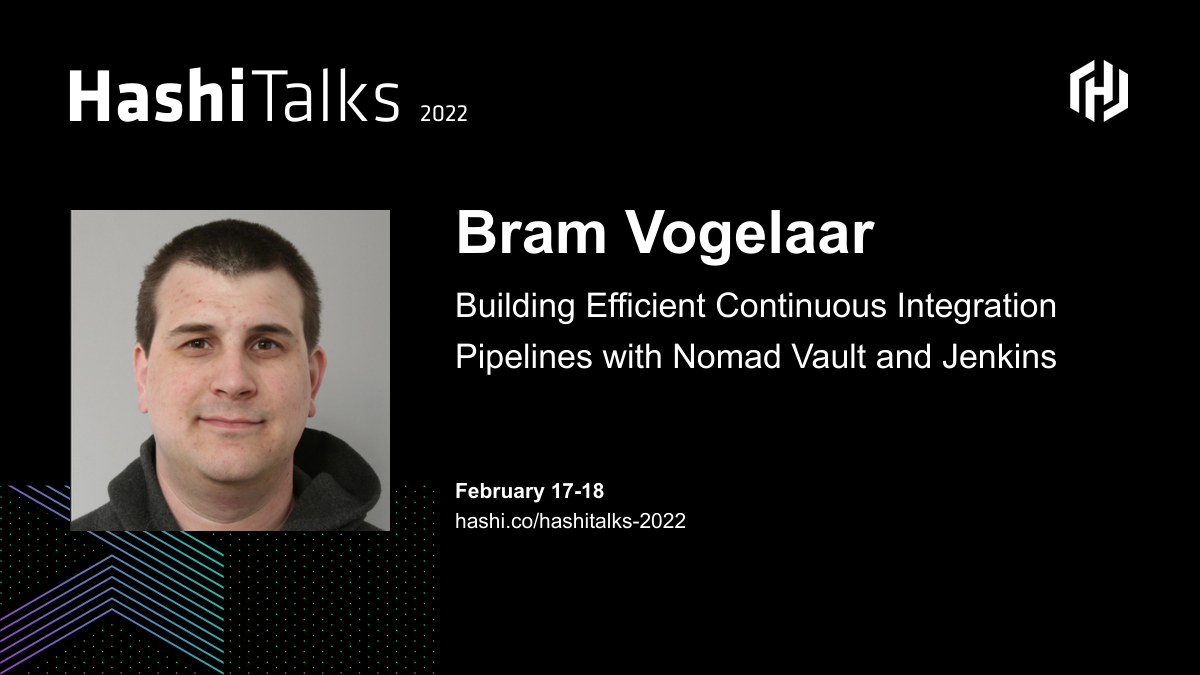 HashiTalks 2022
Bram Vogelaar
Building Efficient Continuous Integration
Pipelines with Nomad Vault and Jenkins
February 17-18
hashi.co/hashitalks-2022